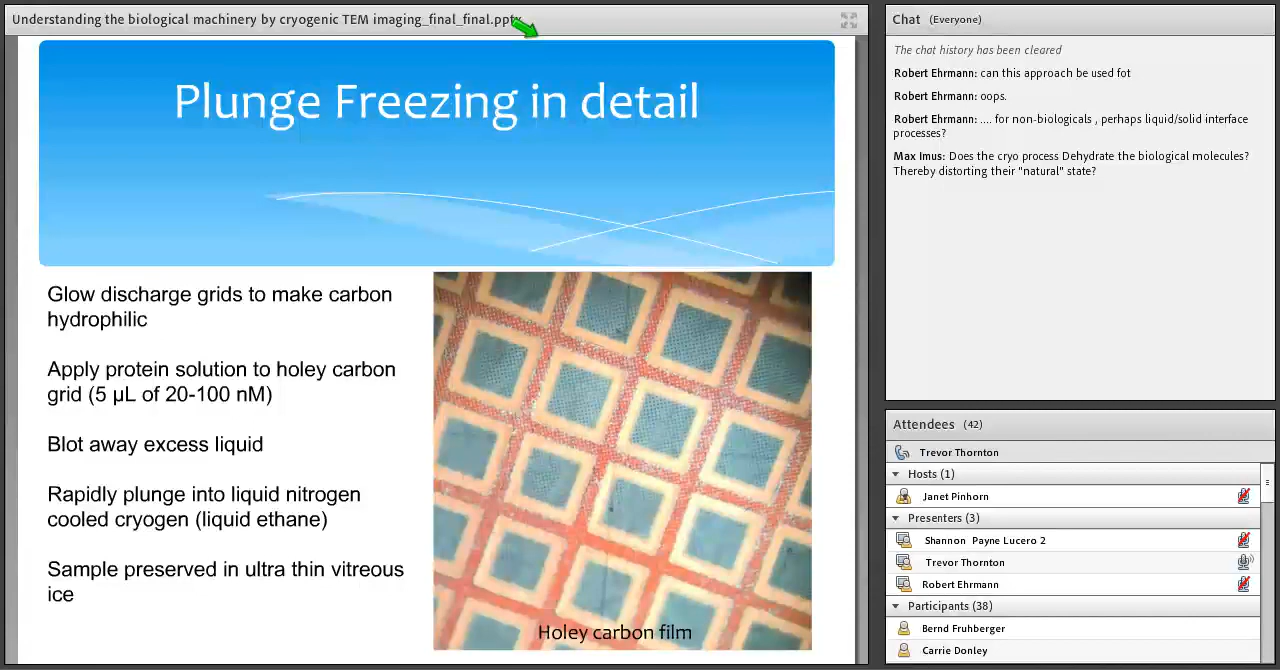 Understanding the biological machinery by cryogenic TEM imaging_final_final.pptx
Plunge Freezing in detail
Glow discharge grids to make carbon
hydrophilic
Apply protein solution to holey carbon
grid (5 µL of 20-100 nM)
Blot away excess liquid
Rapidly plunge into liquid nitrogen
cooled cryogen (liquid ethane)
Sample preserved in ultra thin vitreous
ice
Holey carbon film
Chat (Everyone)
The chat history has been cleared
Robert Ehrmann: can this approach be used fot
Robert Ehrmann: oops.
Robert Ehrmann: .... for non-biologicals , perhaps liquid/solid interface
processes?
Max Imus: Does the cryo process Dehydrate the biological molecules?
Thereby distorting their "natural" state?
Attendees (42)
Trevor Thornton
Hosts (1)
Janet Pinhorn
Presenters (3)
Shannon Payne Lucero 2
Trevor Thornton
Robert Ehrmann
Participants (38)
Bernd Fruhberger
Carrie Donley